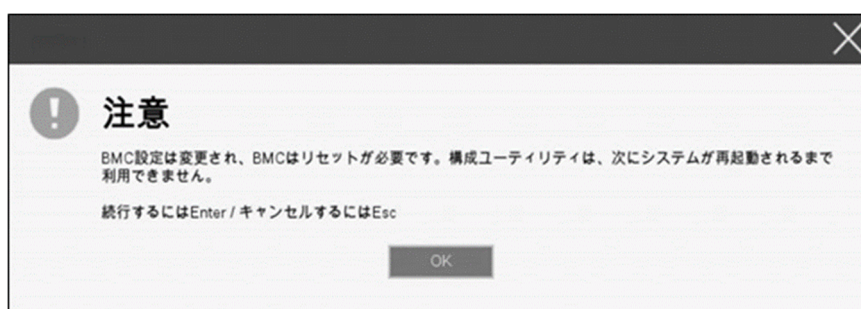 注意
BMC設定は変更され、BMCはリセットが必要です。構成ユーティリティは、次にシステムが再起動されるまで
利用できません。
続行するにはEnter / キャンセルするにはEsc
OK